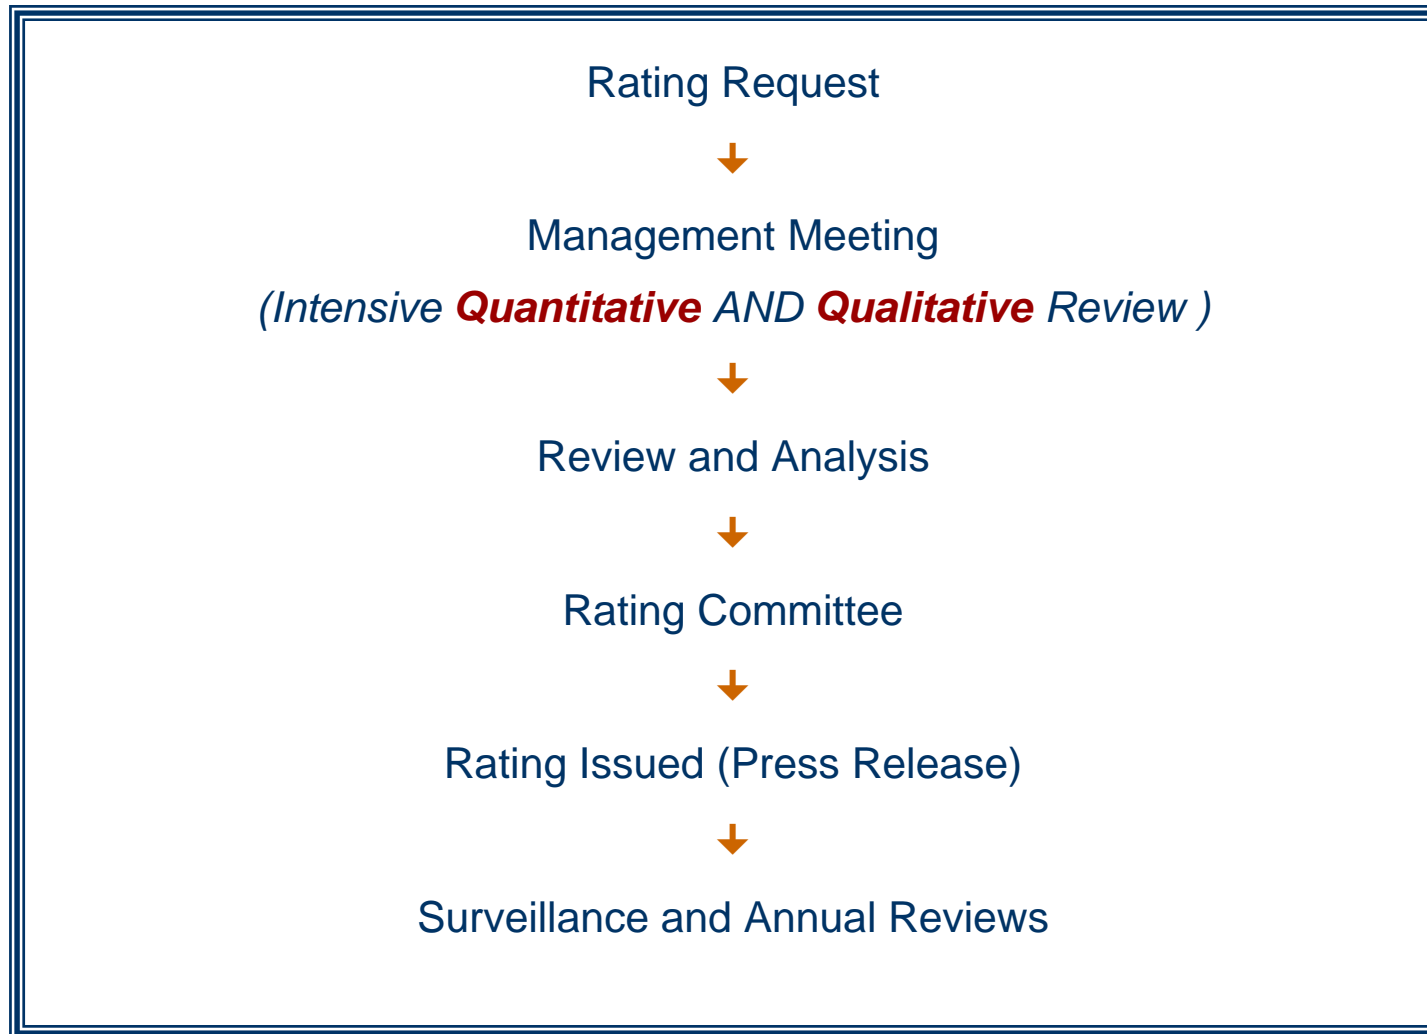 Rating Request
Management Meeting
(Intensive Quantitative AND Qualitative Review )
Review and Analysis
Rating Committee
Rating Issued (Press Release)
Surveillance and Annual Reviews